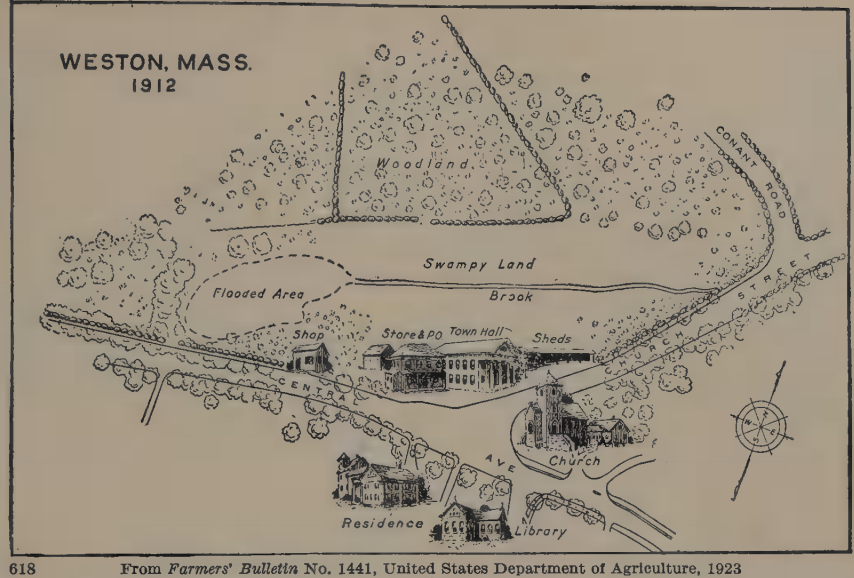 WESTON, MASS.
1912
Woodland
CONANT ROAD
Swampy Land
Flooded Area
Brook
CHURCH STREET
Shop
Store & PO
Town Hall
Sheds
CENTRAL AVE
N
E
S
W
Church
Residence
Library
618 From Farmers' Bulletin No. 1441, United States Department of Agriculture, 1923